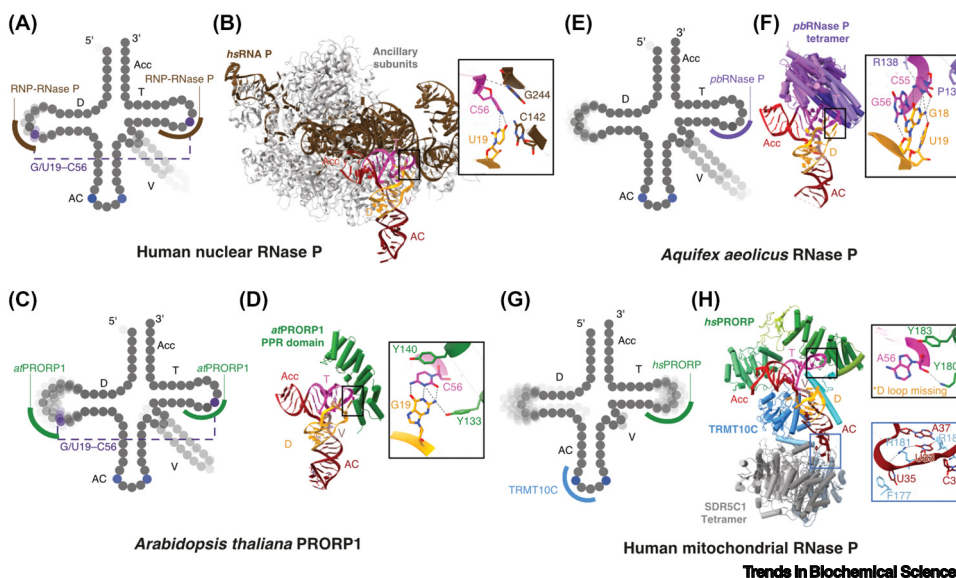 (A)
5'
3'
Acc
RNP-RNase P
RNP-RNase P
D
T
G/U19–C56
V
AC
(B)
hsRNA P
Ancillary
subunits
Acc
V
AC
C56
G244
C142
U19
Human nuclear RNase P
(C)
5'
3'
Acc
atPRORP1
atPRORP1
D
T
G/U19–C56
V
AC
(D)
atPRORP1
PPR domain
Acc
T
D
V
AC
Y140
C56
G19
Y133
Arabidopsis thaliana PRORP1
(E)
5'
3'
Acc
D
T
pbRNase P
V
AC
(F)
pbRNase P
tetramer
Acc
D
AC
R138
C55
P13
G56
G18
U19
Aquifex aeolicus RNase P
(G)
5'
3'
Acc
D
T
hsPRORP
V
AC
TRMT10C
(H)
hsPRORP
T
T
Acc
V
D
TRMT10C
AC
SDR5C1
Tetramer
Y183
A56
Y180
*D loop missing
A37
R181
R18
U35
C3
F177
Human mitochondrial RNase P
Trends in Biochemical Sciences